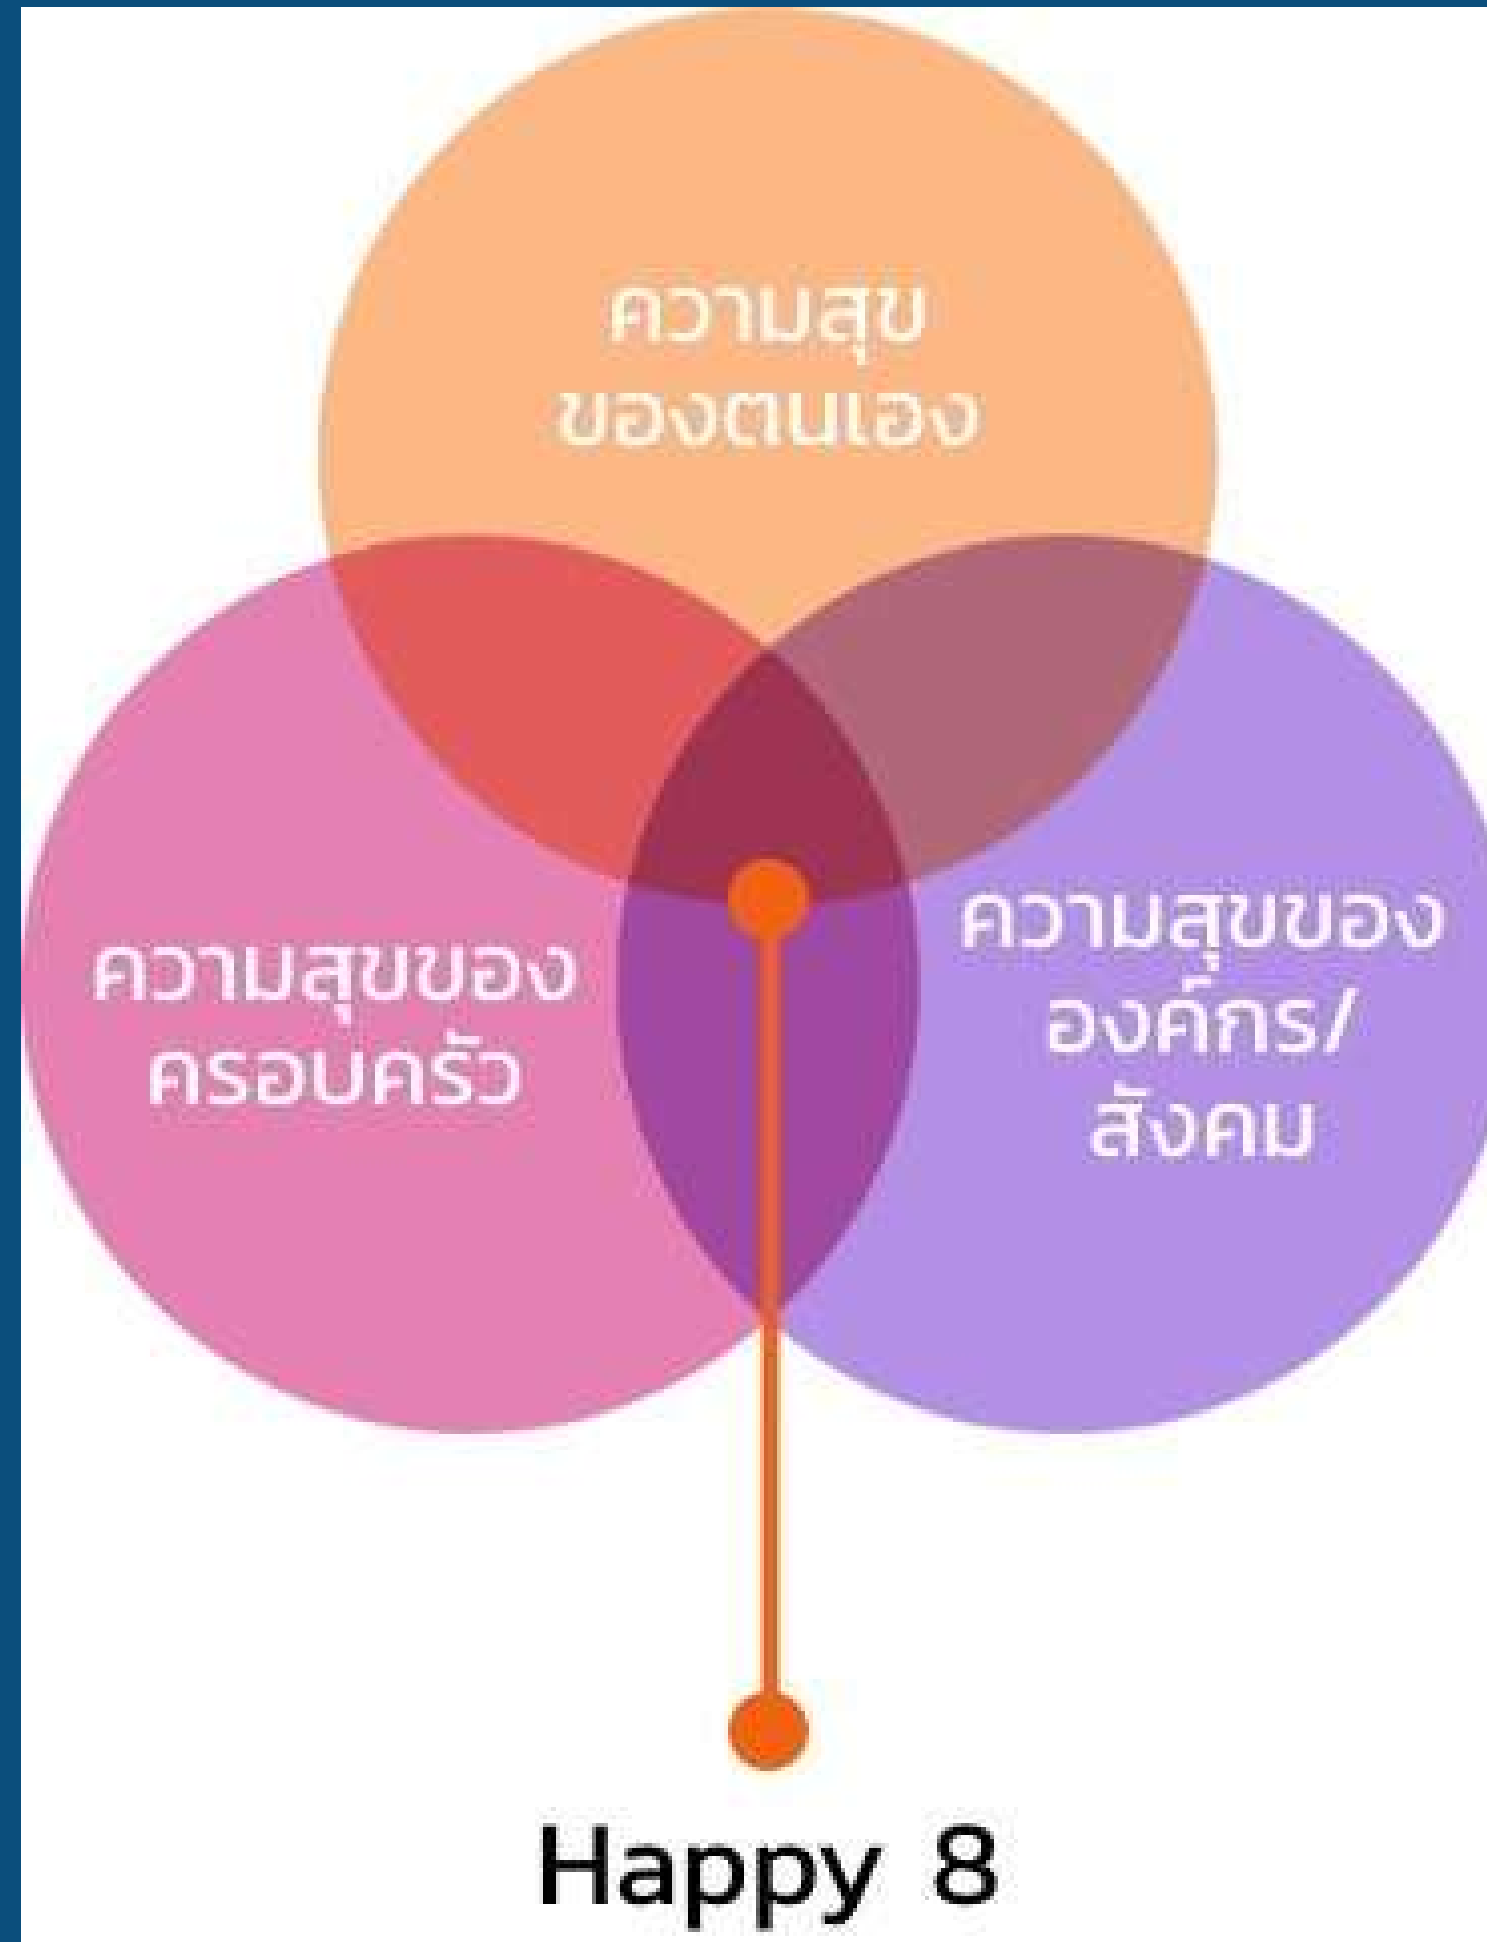 ความสุข
ของตนเอง
ความสุขของ
ครอบครัว
ความสุขของ
องค์กร/
สังคม
Happy 8